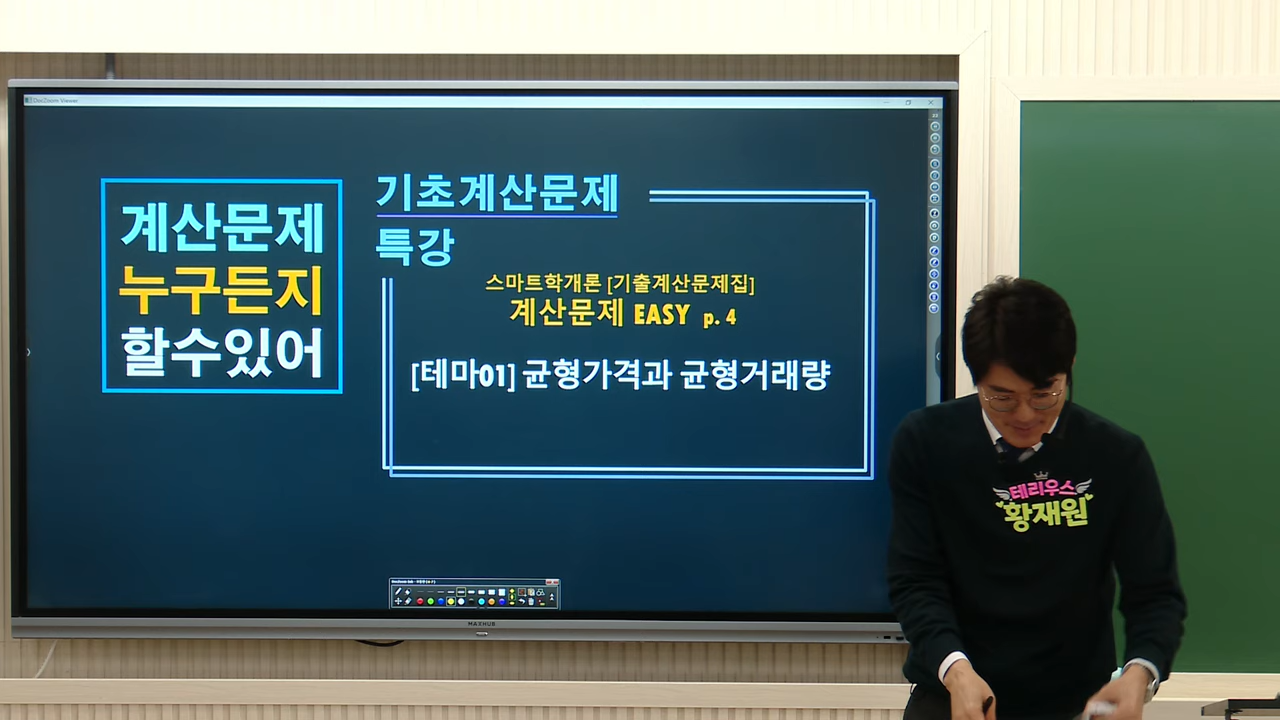 DocZoom Viewer
계산문제
누구든지
할수있어
기초계산문제
특강
스마트학개론 [기출계산문제집]
계산문제 EASY p. 4
[테마01] 균형가격과 균형거래량
테리우스
황재원
MAXHUB